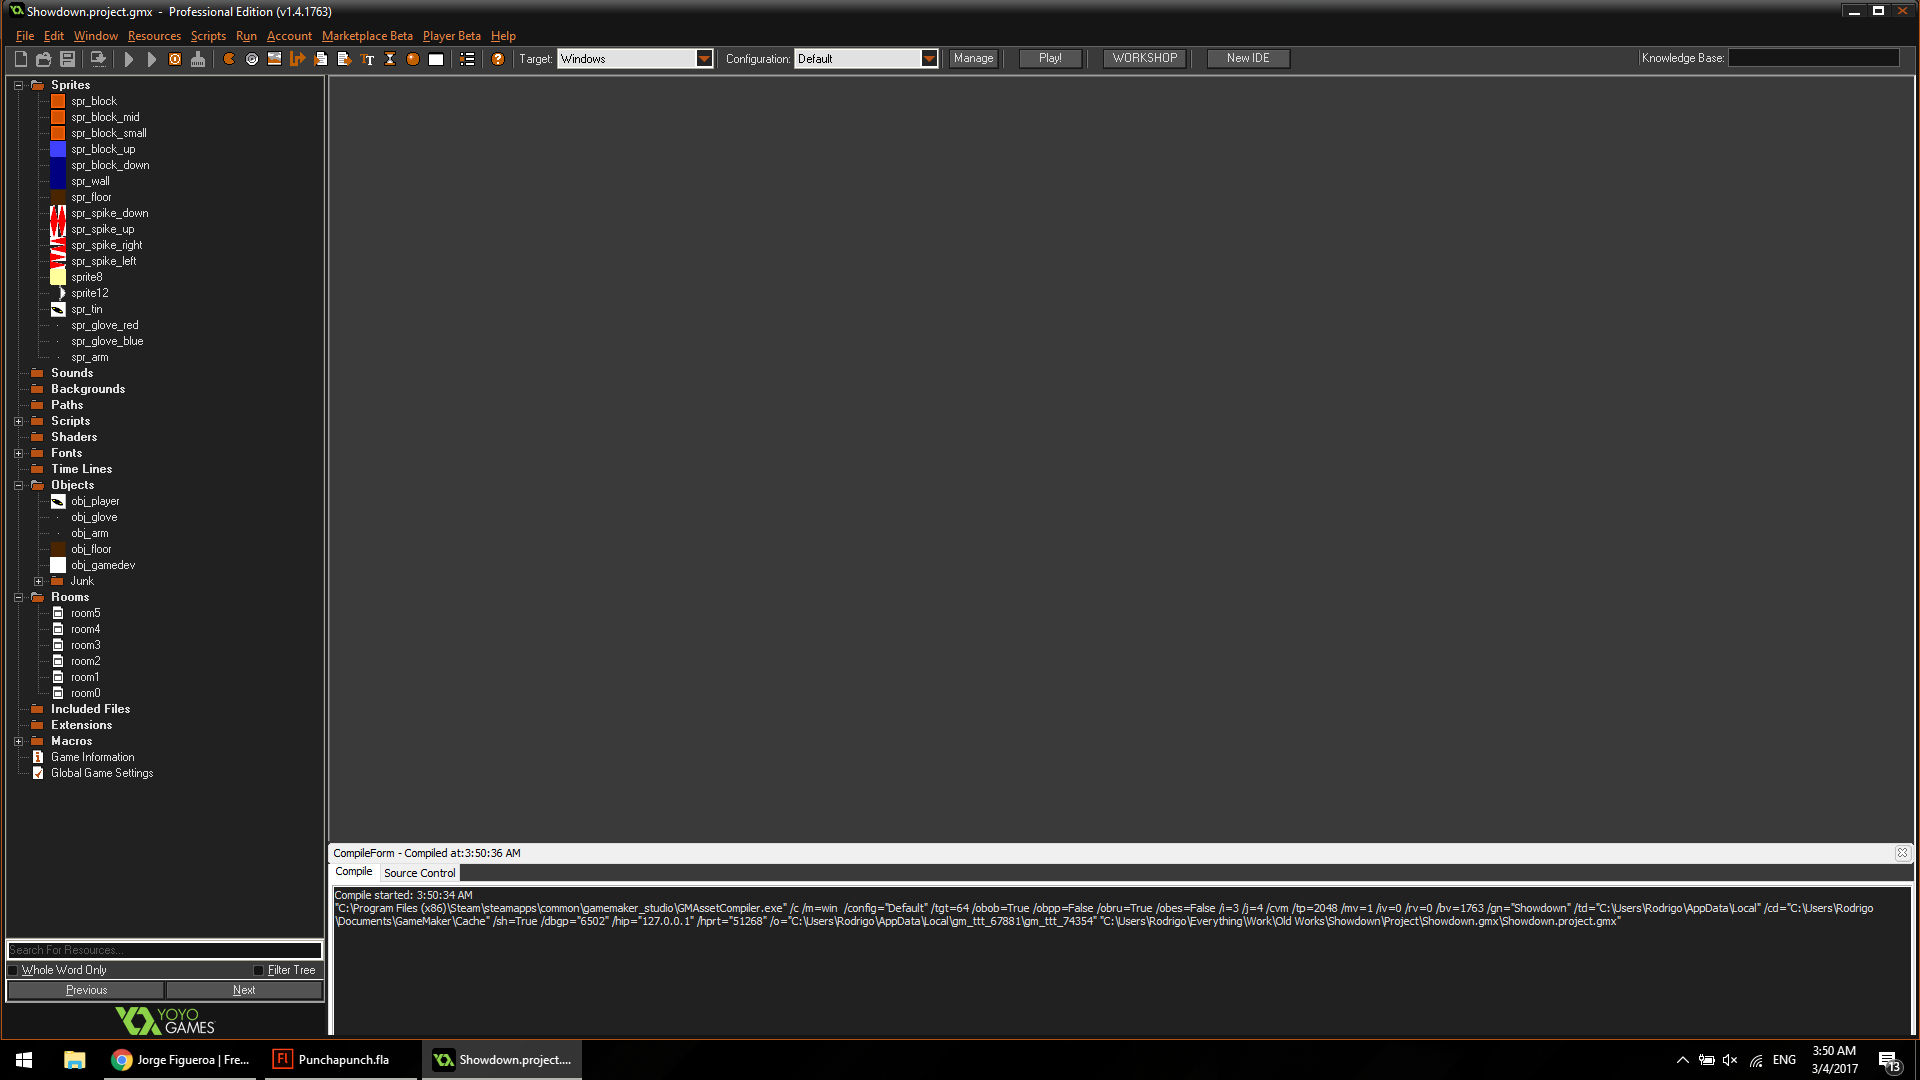 Showdown.project.gmx - Professional Edition (v1.4.1763)
File Edit Window Resources Scripts Run Account Marketplace Beta Player Beta Help
Target: Windows Configuration: Default Manage Play! WORKSHOP New IDE Knowledge Base:
Sprites
spr_block
spr_block_mid
spr_block_small
spr_block_up
spr_block_down
spr_wall
spr_floor
spr_spike_down
spr_spike_up
spr_spike_right
spr_spike_left
sprite8
sprite12
spr_tin
spr_glove_red
spr_glove_blue
spr_arm
Sounds
Backgrounds
Paths
Scripts
Shaders
Fonts
Time Lines
Objects
obj_player
obj_glove
obj_arm
obj_floor
obj_gamedev
Junk
Rooms
room5
room4
room3
room2
room1
room0
Included Files
Extensions
Macros
Game Information
Global Game Settings
Search For Resources...
Whole Word Only Filter Tree
Previous Next
YOYO
GAMES
CompileForm - Compiled at:3:50:36 AM
Compile Source Control
Compile started: 3:50:34 AM
"C:\Program Files (x86)\Steam\steamapps\common\gamemaker_studio\GMAssetCompiler.exe" /c /m=win /config="Default" /tgt=64 /obob=True /obpp=False /obru=True /obes=False /i=3 /j=4 /cvm /tp=2048 /mv=1 /iv=0 /rv=0 /bv=1763 /gn="Showdown" /td="C:\Users\Rodrigo\AppData\Local" /cd="C:\Users\Rodrigo
\Documents\GameMaker\Cache" /sh=True /dbgp="6502" /hip="127.0.0.1" /hprt="51268" /o="C:\Users\Rodrigo\AppData\Local\gm_ttt_67881\gm_ttt_74354" "C:\Users\Rodrigo\Everything\Work\Old Works\Showdown\Project\Showdown.gmx\Showdown.project.gmx"
Jorge Figueroa | Fre...
Fl Punchapunch.fla
Showdown.project....
ENG
3:50 AM
3/4/2017
13